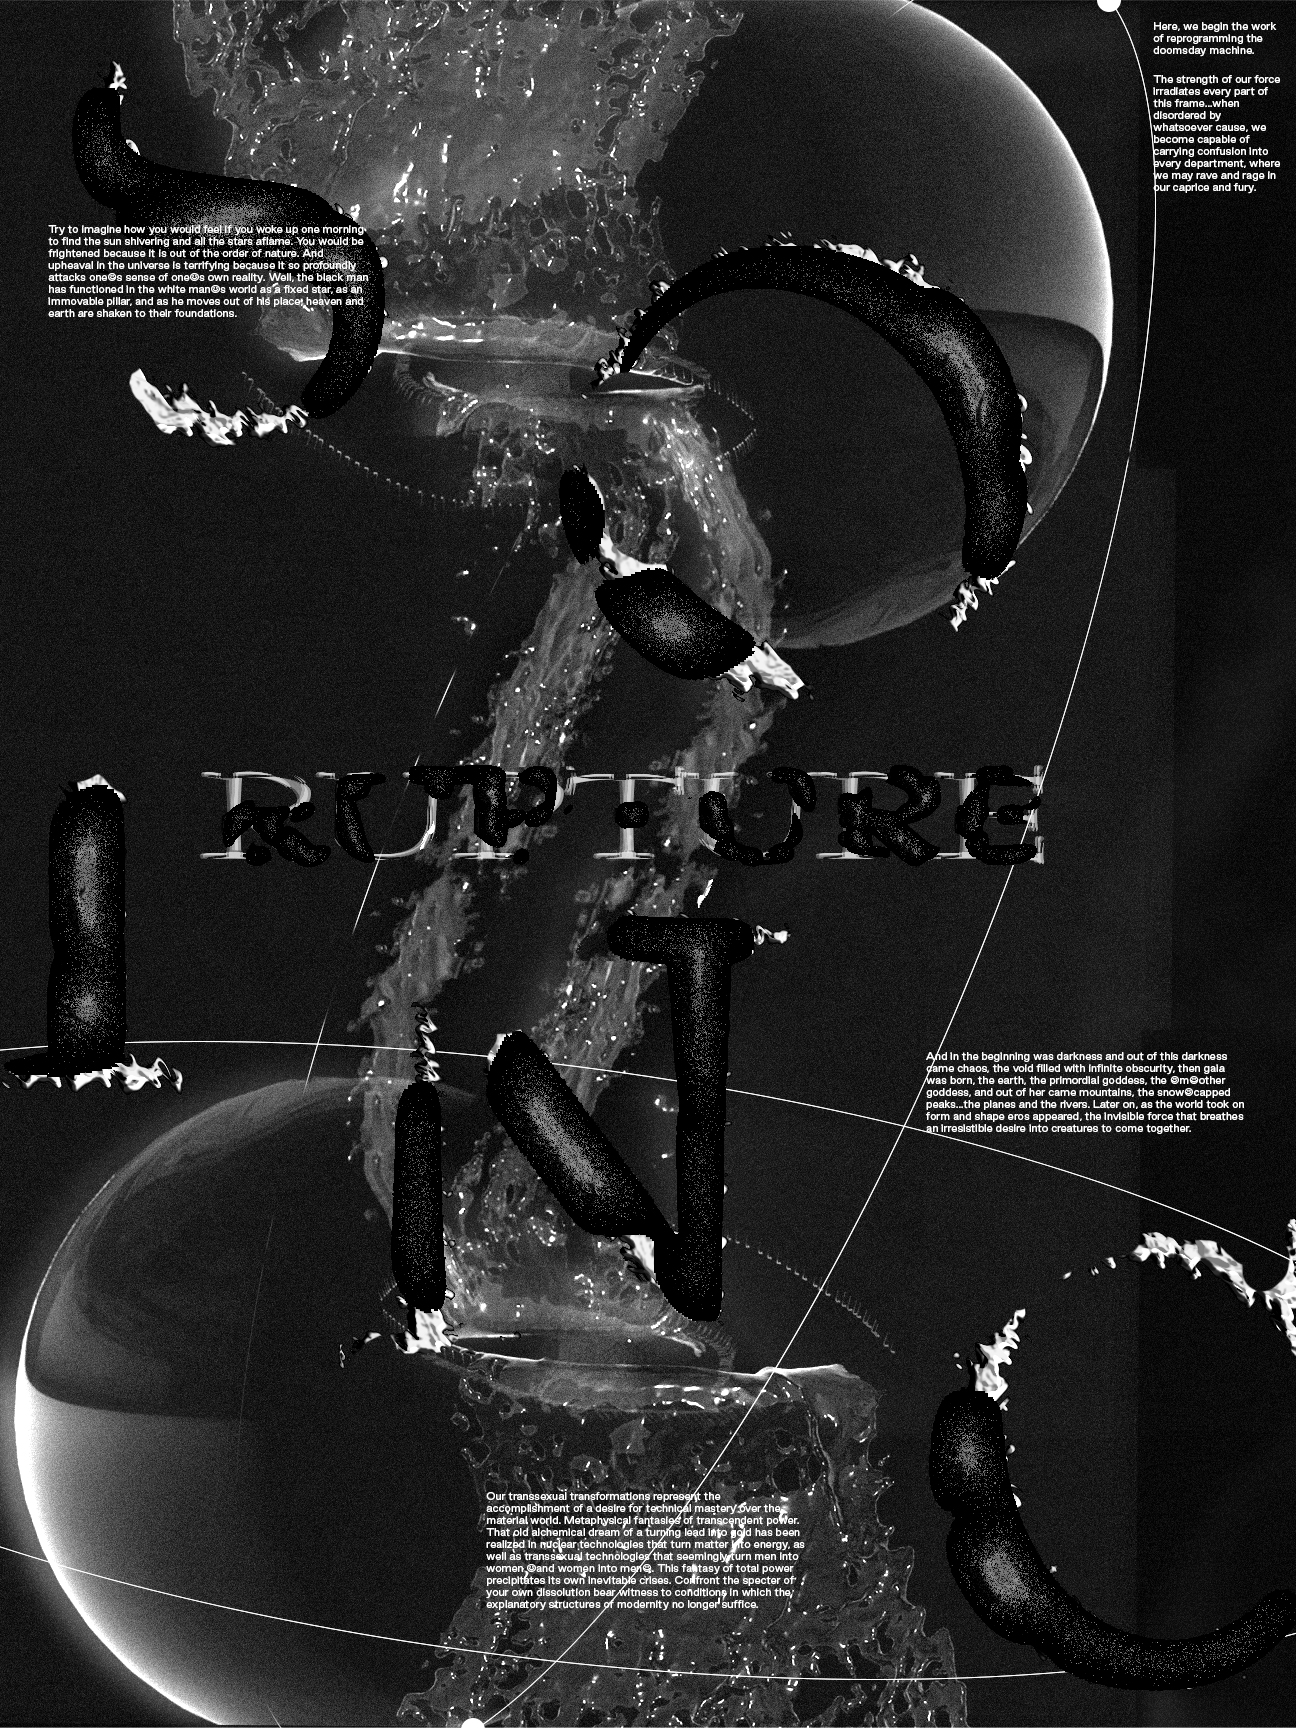 Here, we begin the work
of reprogramming the
doomsday machine.
The strength of our force
irradiates every part of
this frame...when
disordered by
whatsoever cause, we
become capable of
carrying confusion into
every department, where
we may rave and rage in
our caprice and fury.
Try to imagine how you would feel if you woke up one morning
to find the sun shivering and all the stars aflame. You would be
frightened because it is out of the order of nature. And
upheaval in the universe is terrifying because it so profoundly
attacks one@s sense of one@s own reality. Well, the black man
has functioned in the white man@s world as a fixed star, as an
immovable pillar, and as he moves out of his place, heaven and
earth are shaken to their foundations.
RUPTURE
And in the beginning was darkness and out of this darkness
came chaos, the void filled with infinite obscurity, then gaia
was born, the earth, the primordial goddess, the @m@other
goddess, and out of her came mountains, the snow@capped
peaks...the planes and the rivers. Later on, as the world took on
form and shape eros appeared, the invisible force that breathes
an irresistible desire into creatures to come together.
Our transsexual transformations represent the
accomplishment of a desire for technical mastery over the
material world. Metaphysical fantasies of transcendent power.
That old alchemical dream of a turning lead into gold has been
realized in nuclear technologies that turn matter into energy, as
well as transsexual technologies that seemingly turn men into
women @and women into men@. This fantasy of total power
precipitates its own inevitable crises. Confront the specter of
your own dissolution bear witness to conditions in which the
explanatory structures of modernity no longer suffice.